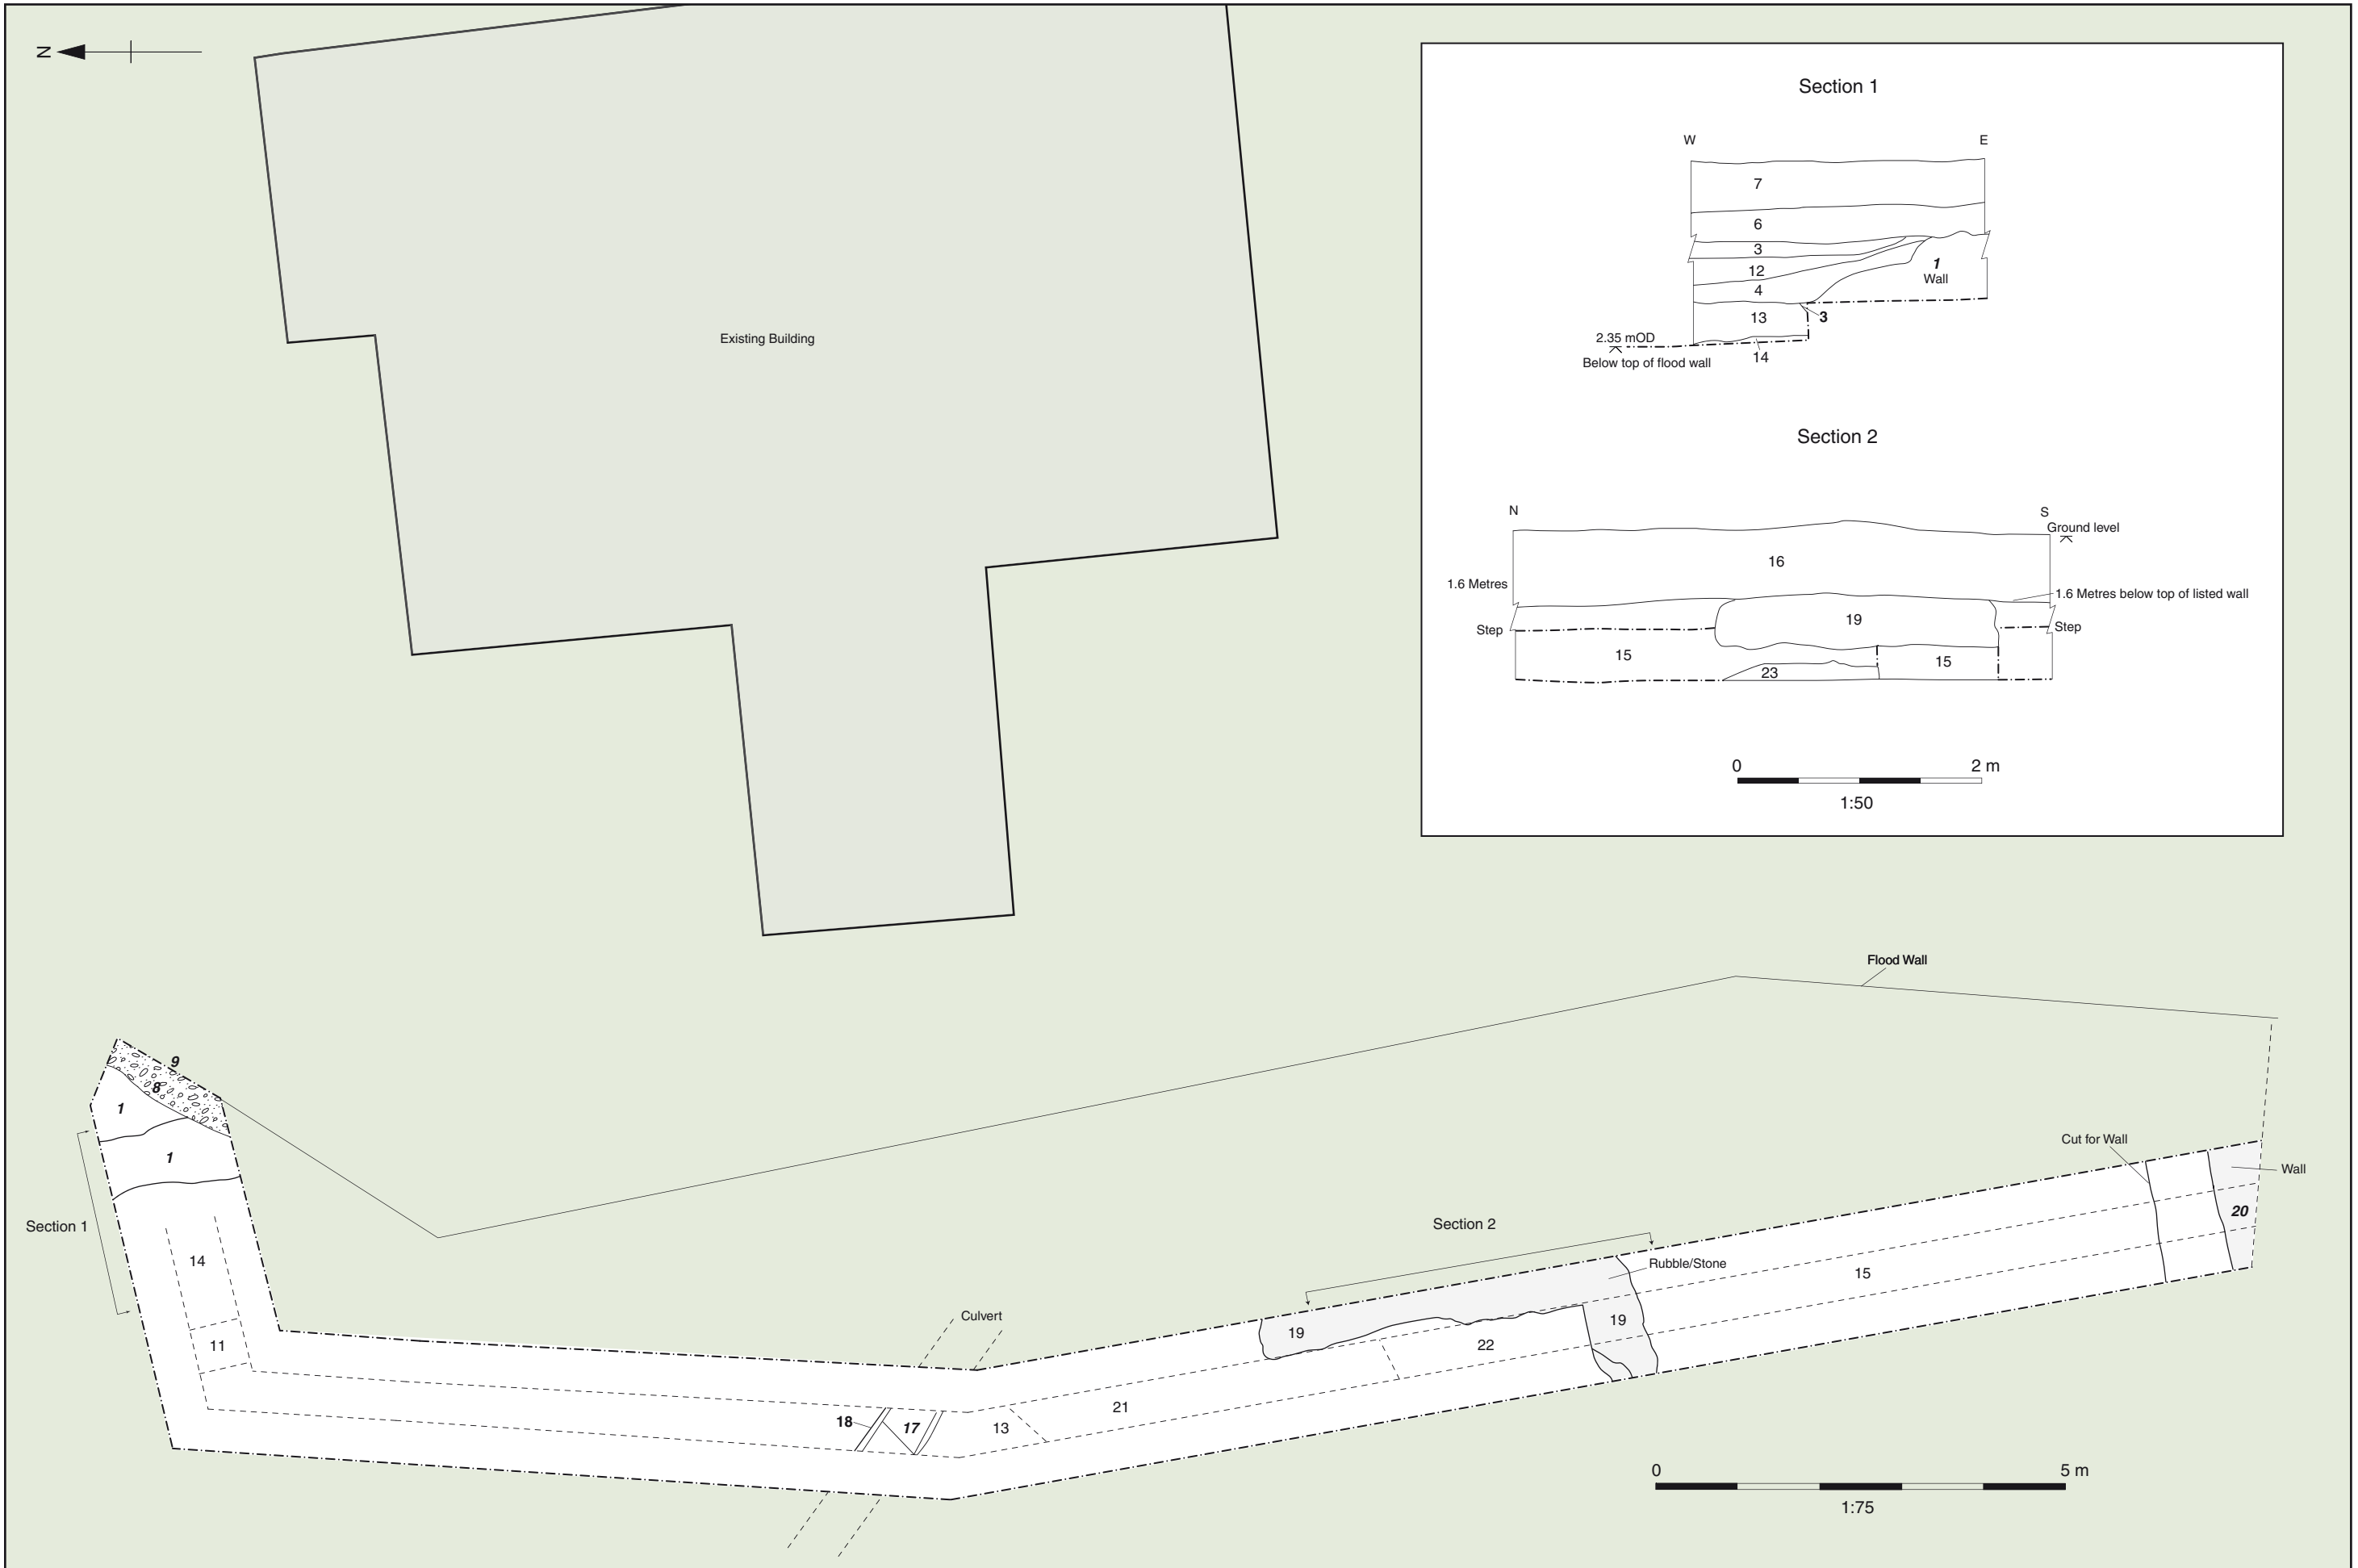 N
Existing Building
Section 1
W
E
7
6
3
12
4
1
Wall
13
3
2.35 mOD
14
Below top of flood wall
Section 2
N
S
Ground level
16
1.6 Metres
1.6 Metres below top of listed wall
19
Step
Step
15
15
23
0
2 m
1:50
Flood Wall
9
8
1
1
Section 1
14
11
Culvert
18
17
13
21
Section 2
Rubble/Stone
19
22
19
15
Cut for Wall
Wall
20
0
5 m
1:75